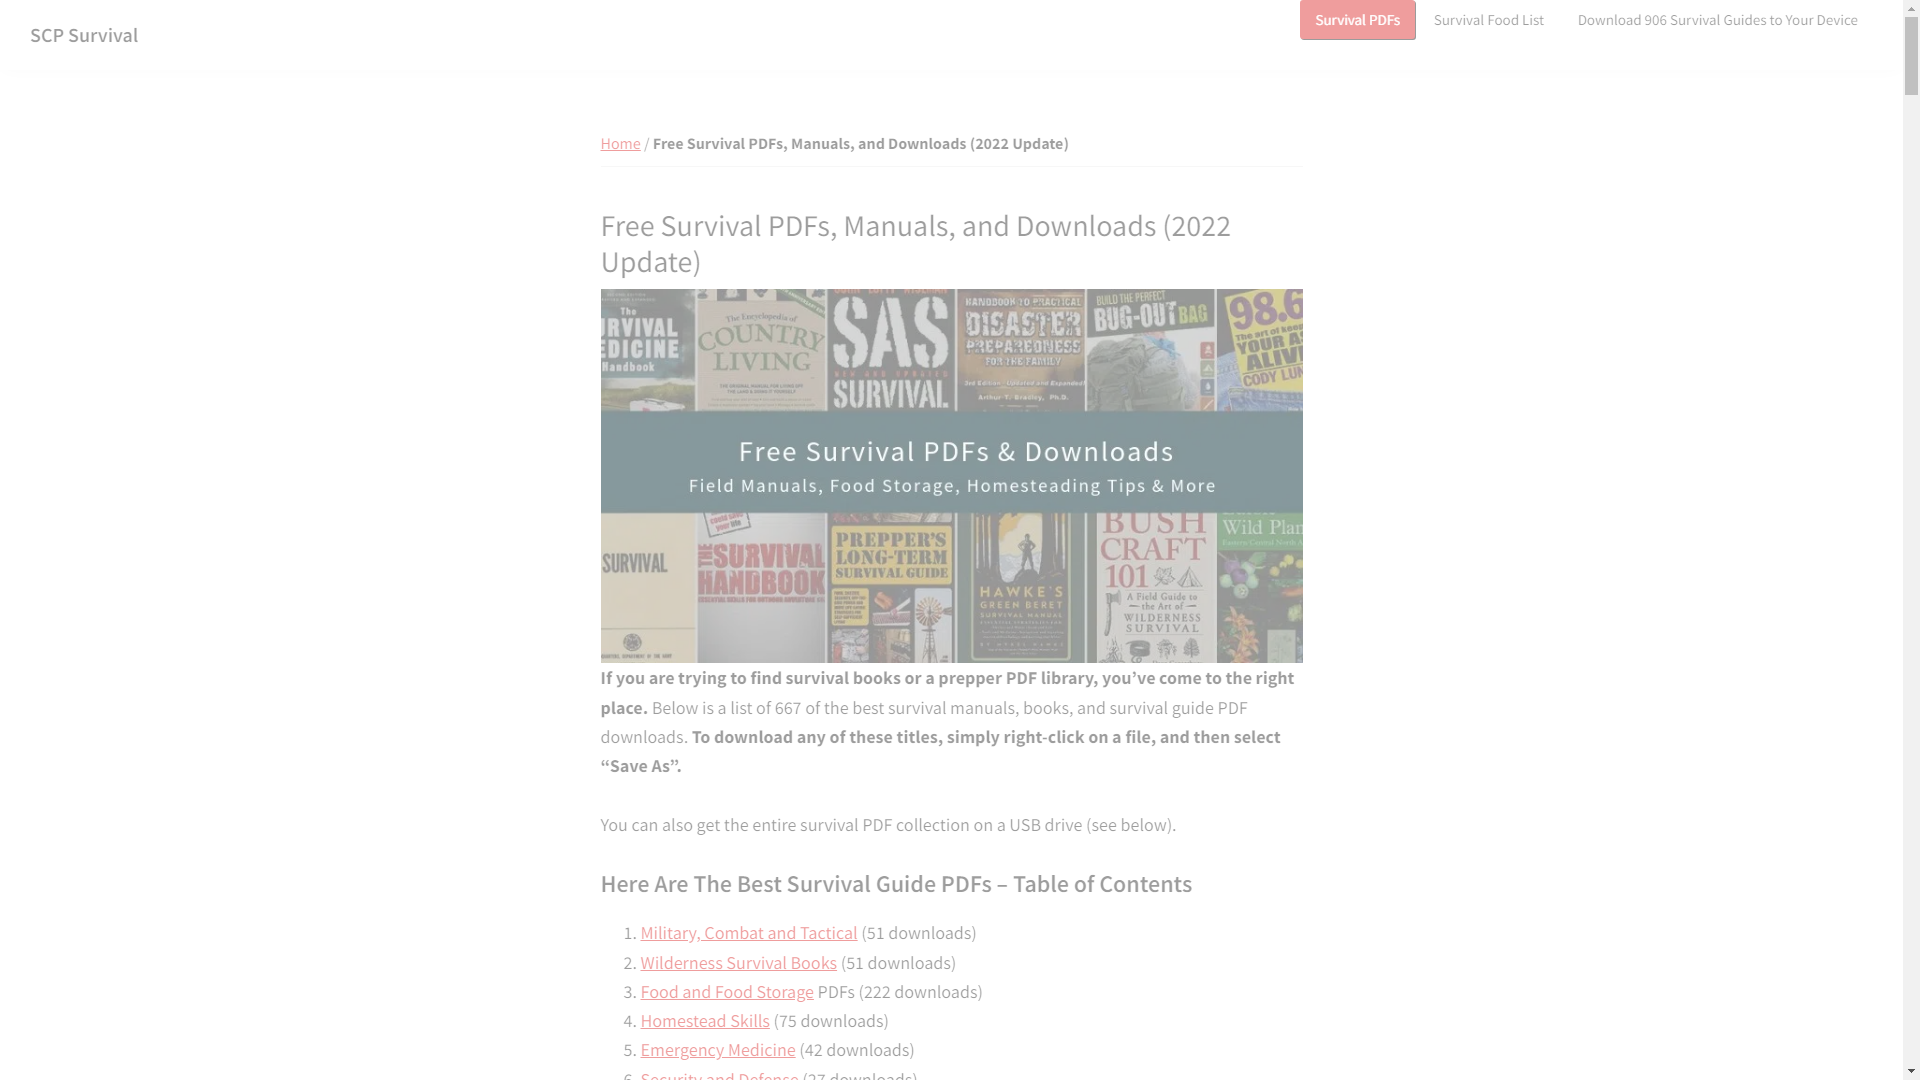 SCP Survival
Survival PDFs
Survival Food List
Download 906 Survival Guides to Your Device
Home / Free Survival PDFs, Manuals, and Downloads (2022 Update)
Free Survival PDFs, Manuals, and Downloads (2022
Update)
The
Handbook
The Encyclopedia of
COUNTRY
LIVING
SAS
SURVIVAL
HANDBOOK TO PRACTICAL
DISASTER
PREPAREDNESS
FOR THE FAMILY
3rd Edition - Updated and Expanded!
Arthur T. Bradley, Ph.D.
BUILD THE PERFECT
BUG-OUT BAG
98.6
YOUR
CODY
Free Survival PDFs & Downloads
Field Manuals, Food Storage, Homesteading Tips & More
SURVIVAL
THE SURVIVAL
HANDBOOK
PREPPER'S
LONG-TERM
SURVIVAL GUIDE
HAWKE'S
GREEN BERET
SURVIVAL MANUAL
BUSH
CRAFT
101
A Field Guide to
the Art of
WILDERNESS
SURVIVAL
Wild
If you are trying to find survival books or a prepper PDF library, you’ve come to the right
place. Below is a list of 667 of the best survival manuals, books, and survival guide PDF
downloads. To download any of these titles, simply right-click on a file, and then select
“Save As”.
You can also get the entire survival PDF collection on a USB drive (see below).
Here Are The Best Survival Guide PDFs – Table of Contents
1. Military, Combat and Tactical (51 downloads)
2. Wilderness Survival Books (51 downloads)
3. Food and Food Storage PDFs (222 downloads)
4. Homestead Skills (75 downloads)
5. Emergency Medicine (42 downloads)
6. Security and Defense (27 downloads)